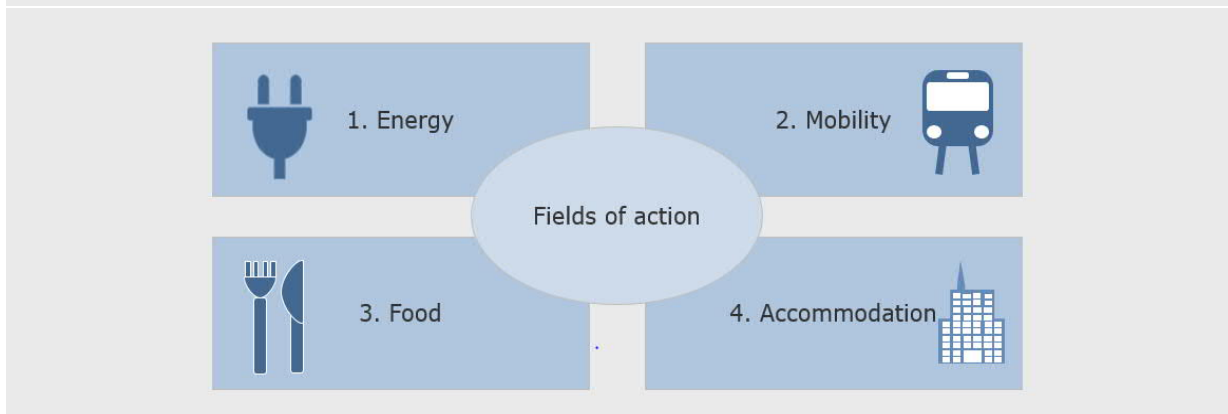 1. Energy
2. Mobility
Fields of action
3. Food
4. Accommodation